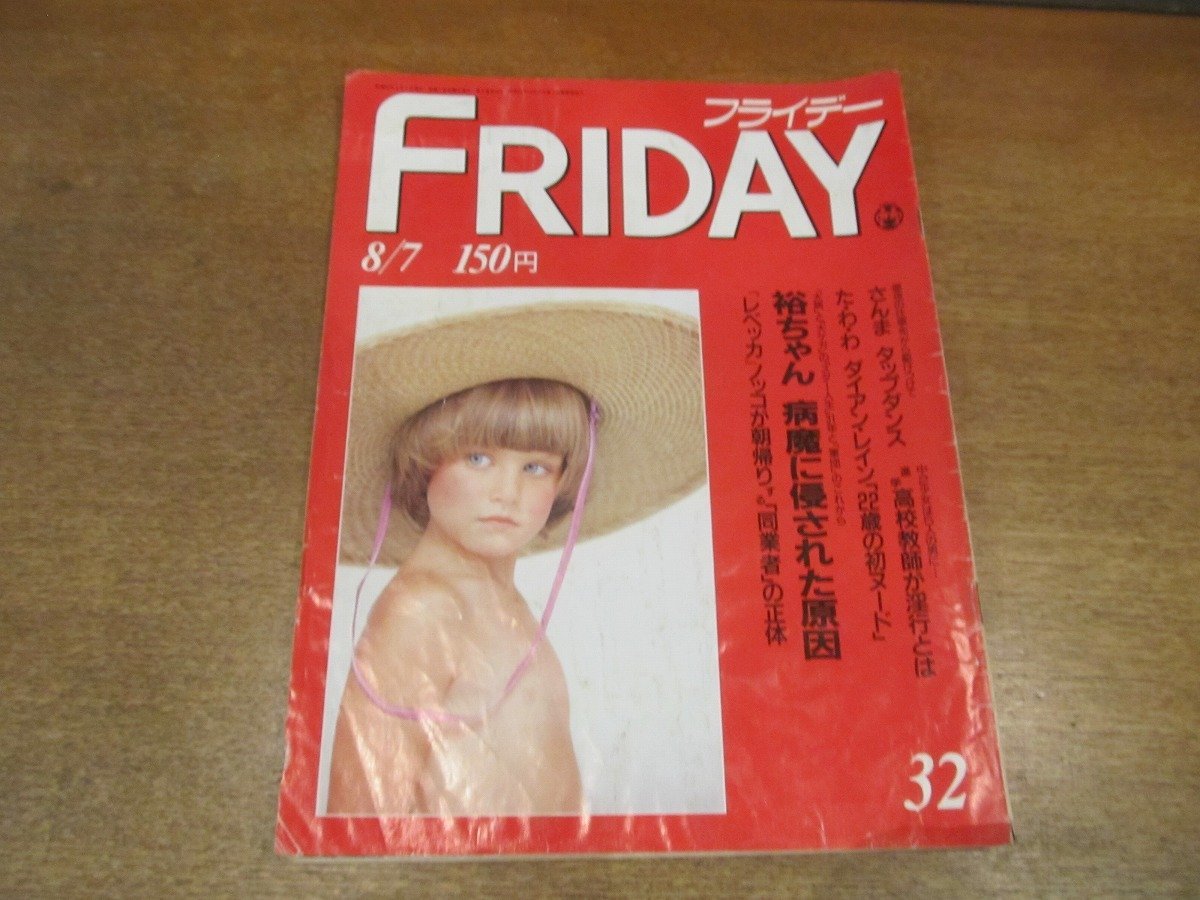 フライデー
FRIDAY
8/7 150円
さんま タップダンス
高校教師が淫行とは
たわわ ダイアン・レイン「22歳の初ヌード」
裕ちゃん 病魔に侵された原因
「レベッカ」ノッコが朝帰りした「同業者」の正体
32